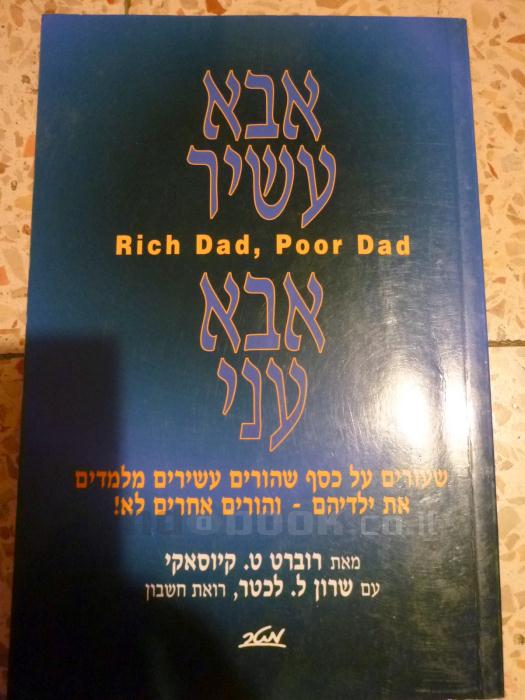 אבא
עשיר
Rich Dad, Poor Dad
אבא
עני
שעורים על כסף שהורים עשירים מלמדים
את ילדיהם - והורים אחרים לא!
מאת רוברט ט. קיוסאקי
עם שרון ל. לכטר, רואת חשבון
מטר